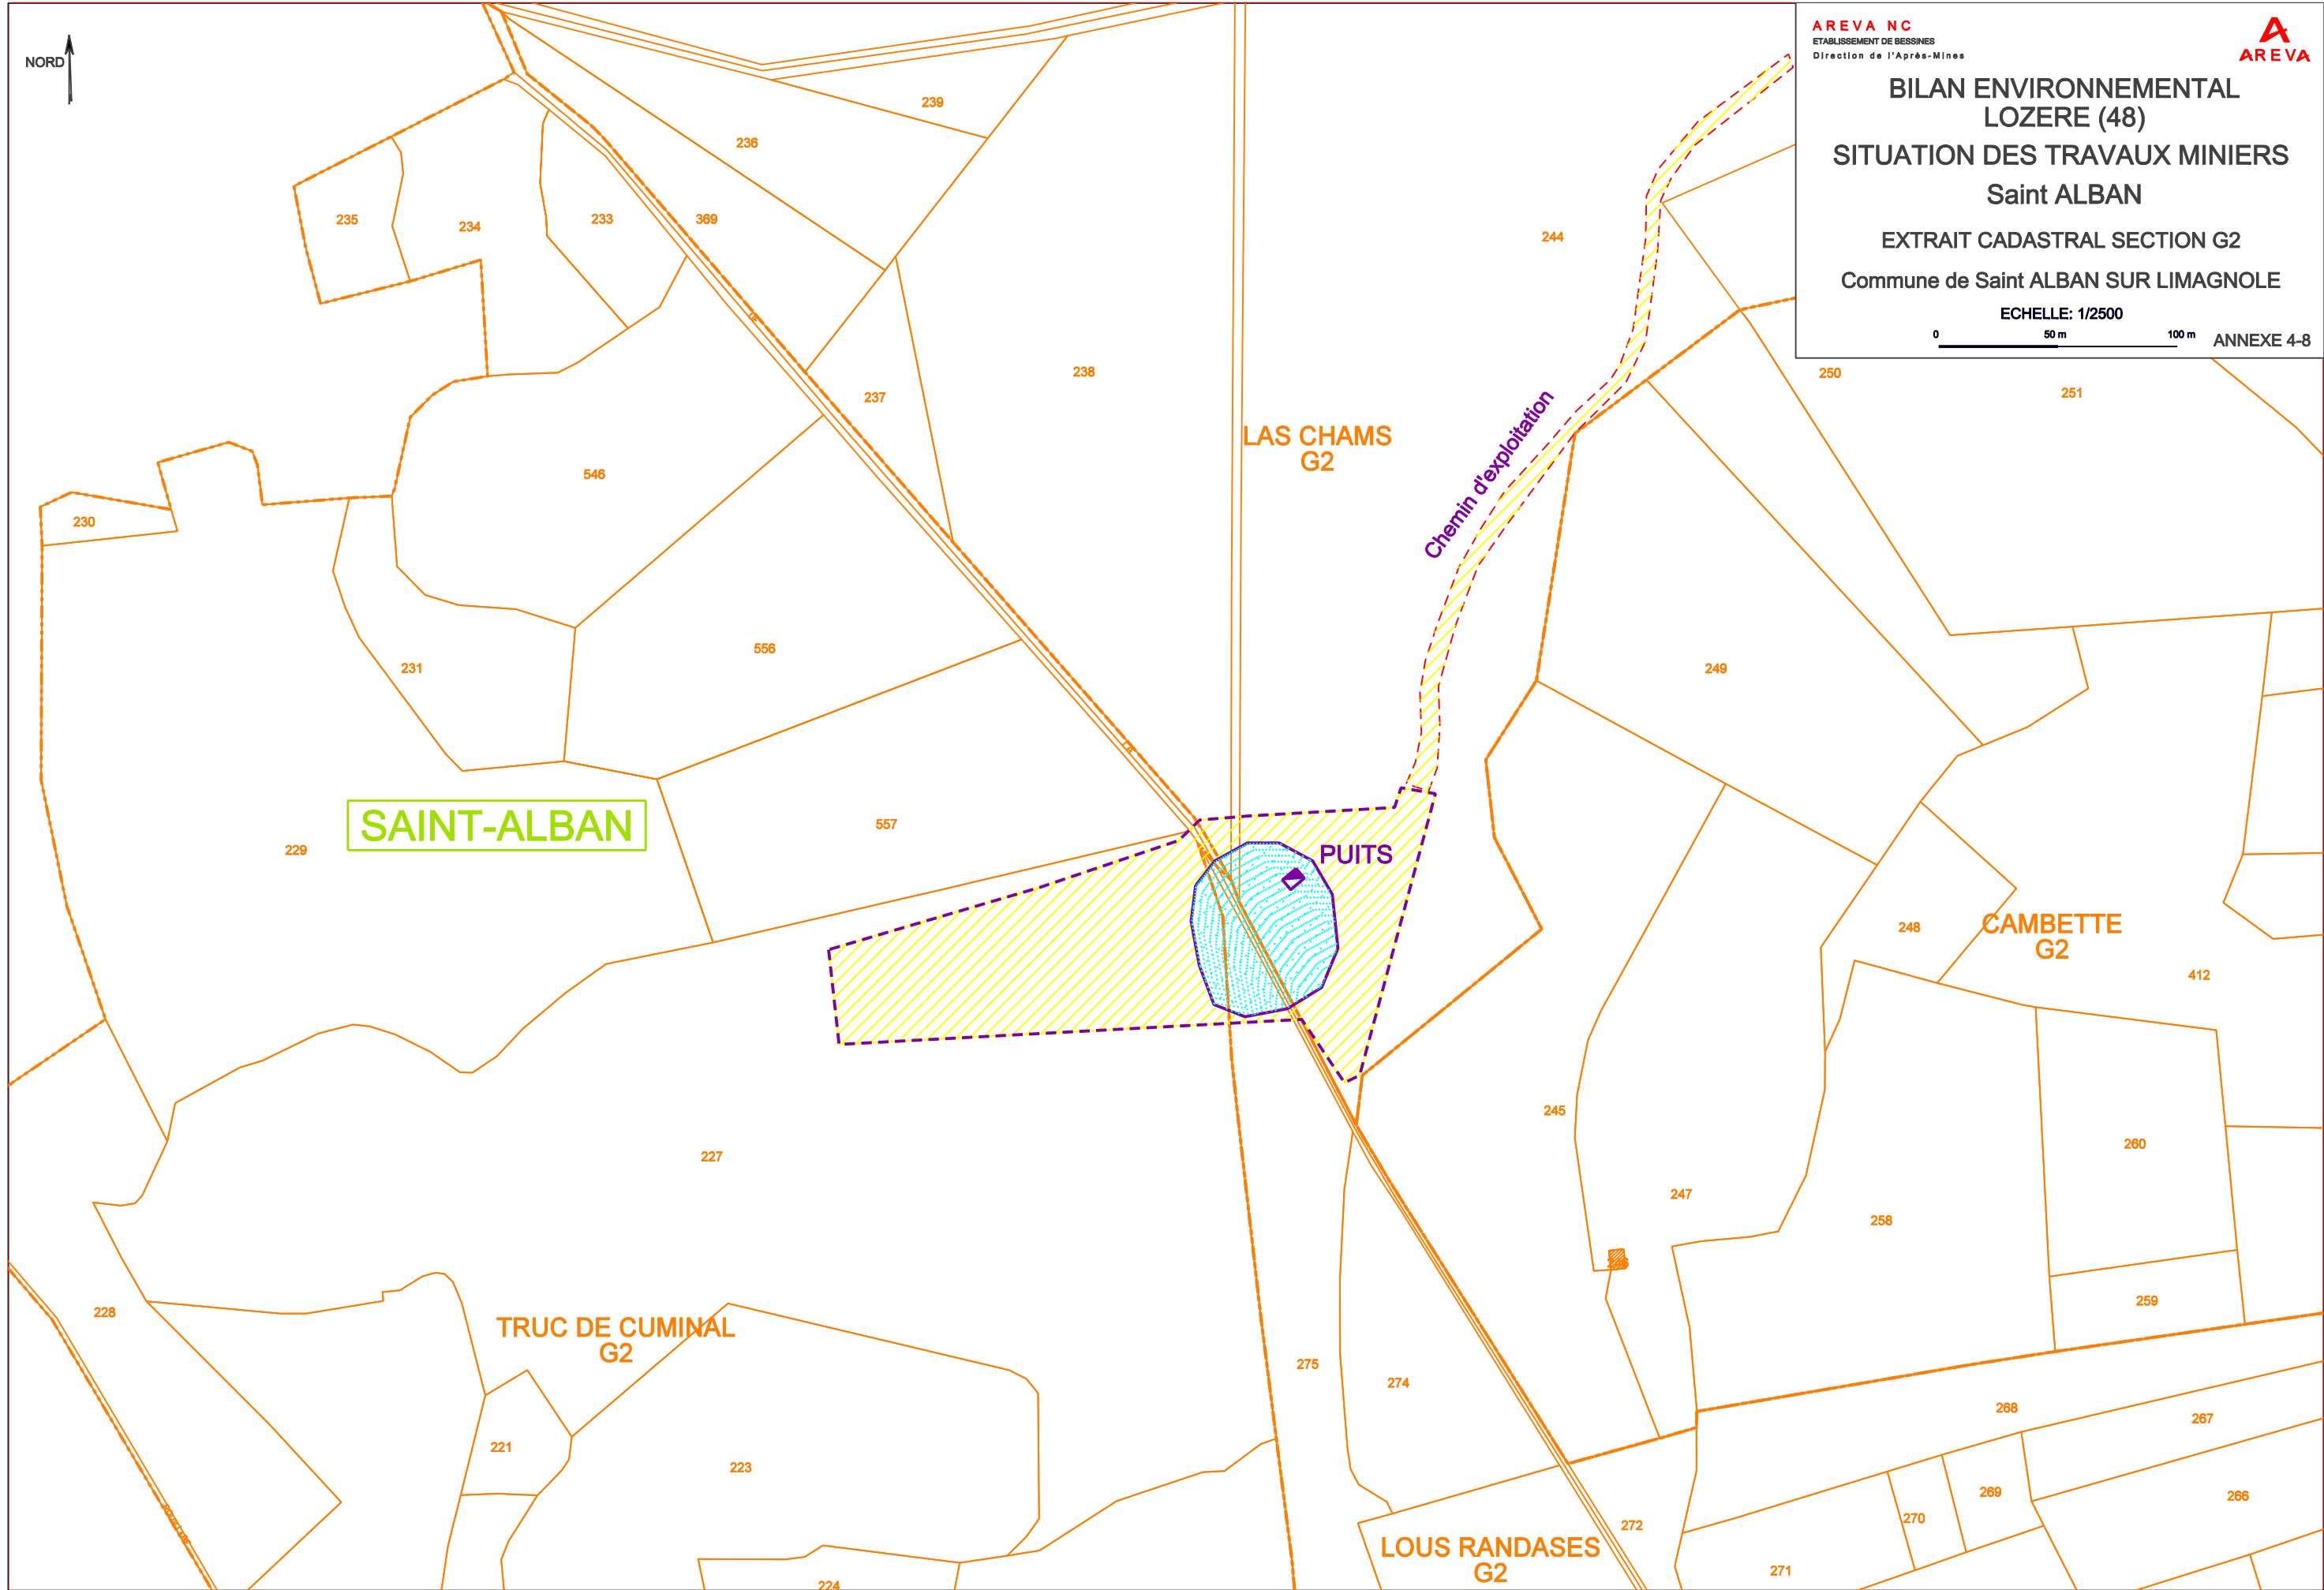 NORD
AREVA NC
ETABLISSEMENT DE BESSINES
Direction de l'Après-Mines
AREVA
BILAN ENVIRONNEMENTAL
LOZERE (48)
SITUATION DES TRAVAUX MINIERS
Saint ALBAN
EXTRAIT CADASTRAL SECTION G2
Commune de Saint ALBAN SUR LIMAGNOLE
ECHELLE: 1/2500
0 50 m 100 m
ANNEXE 4-8
239
236
235
234
233
369
244
238
237
250
251
LAS CHAMS
G2
Chemin d'exploitation
546
230
556
231
249
SAINT-ALBAN
557
229
PUITS
248
CAMBETTE
G2
412
245
227
260
247
258
228
259
TRUC DE CUMINAL
G2
275
274
268
267
221
223
269
266
270
272
LOUS RANDASES
G2
271
224